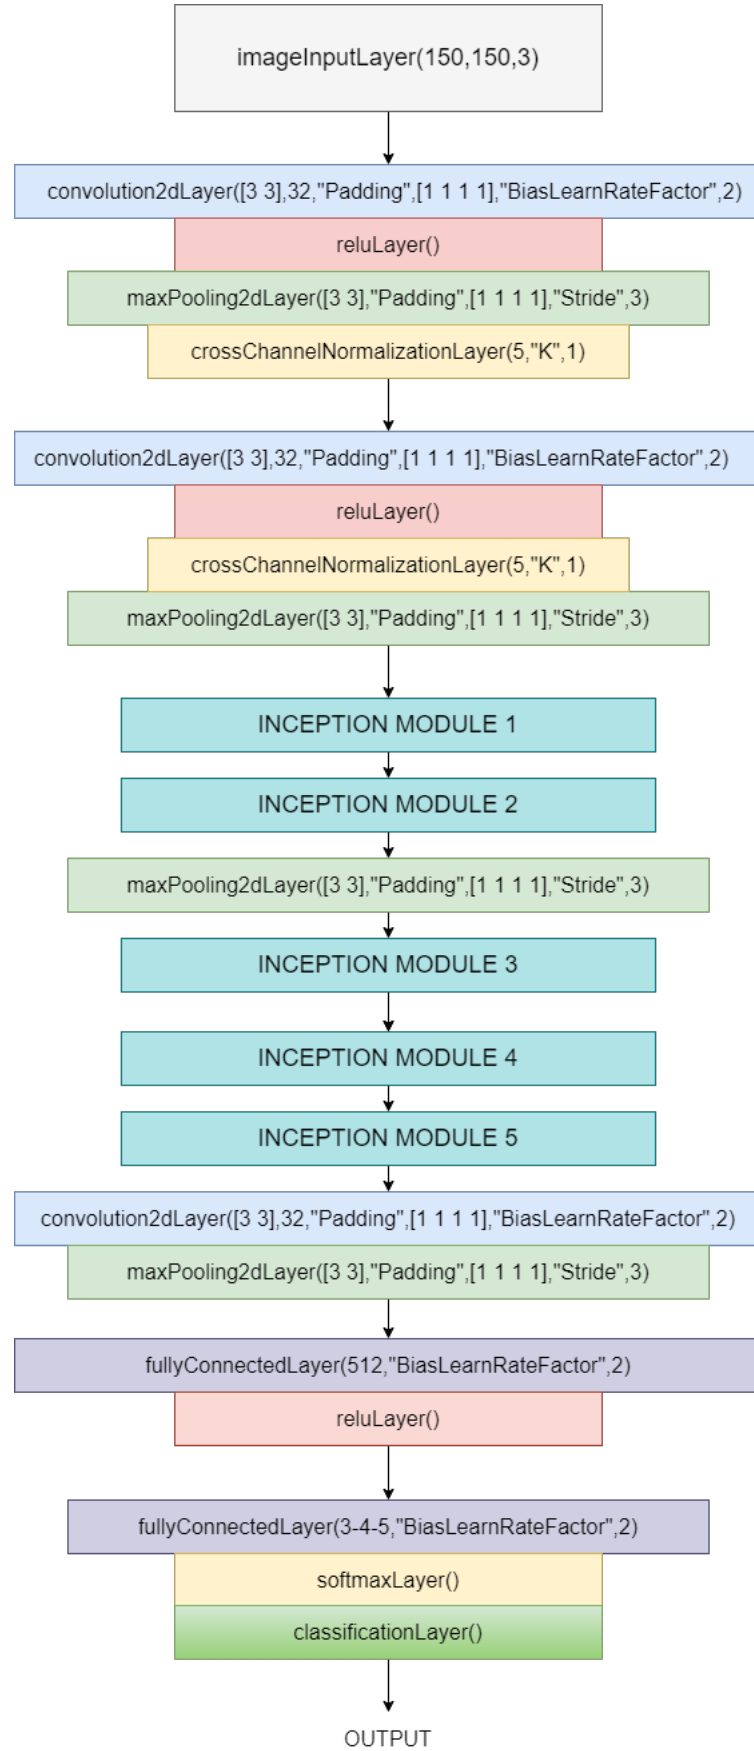 imageInputLayer(150,150,3)
convolution2dLayer([3 3],32,"Padding",[1 1 1 1],"BiasLearnRateFactor",2)
reluLayer()
maxPooling2dLayer([3 3],"Padding",[1 1 1 1],"Stride",3)
crossChannelNormalizationLayer(5,"K",1)
convolution2dLayer([3 3],32,"Padding",[1 1 1 1],"BiasLearnRateFactor",2)
reluLayer()
crossChannelNormalizationLayer(5,"K",1)
maxPooling2dLayer([3 3],"Padding",[1 1 1 1],"Stride",3)
INCEPTION MODULE 1
INCEPTION MODULE 2
maxPooling2dLayer([3 3],"Padding",[1 1 1 1],"Stride",3)
INCEPTION MODULE 3
INCEPTION MODULE 4
INCEPTION MODULE 5
convolution2dLayer([3 3],32,"Padding",[1 1 1 1],"BiasLearnRateFactor",2)
maxPooling2dLayer([3 3],"Padding",[1 1 1 1],"Stride",3)
fullyConnectedLayer(512,"BiasLearnRateFactor",2)
reluLayer()
fullyConnectedLayer(3-4-5,"BiasLearnRateFactor",2)
softmaxLayer()
classificationLayer()
OUTPUT